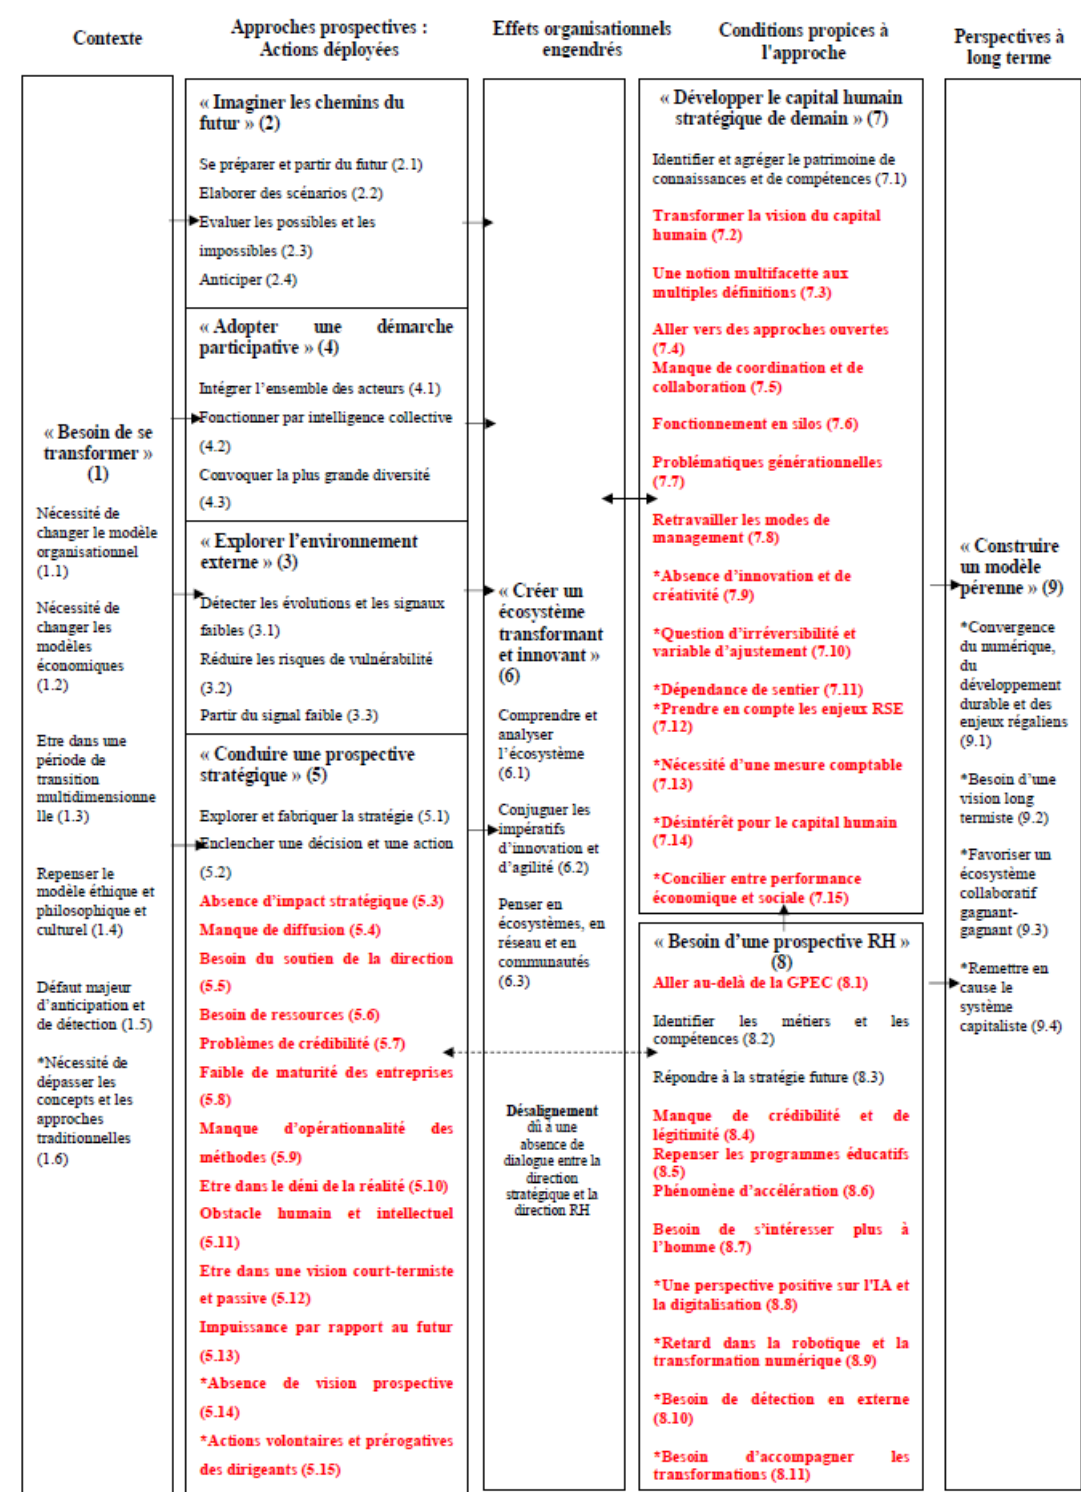 Contexte
Approches prospectives :
Actions déployées
Effets organisationnels
engendrés
Conditions propices à
l'approche
Perspectives à
long terme
« Besoin de se
transformer »
(1)
Nécessité de
changer le modèle
organisationnel
(1.1)
Nécessité de
changer les
modèles
économiques
(1.2)
Etre dans une
période de
transition
multidimensionne
lle (1.3)
Repenser le
modèle éthique et
philosophique et
culturel (1.4)
Défaut majeur
d’anticipation et
de détection (1.5)
*Nécessité de
dépasser les
concepts et les
approches
traditionnelles
(1.6)
« Imaginer les chemins du
futur » (2)
Se préparer et partir du futur (2.1)
Elaborer des scénarios (2.2)
Evaluer les possibles et les
impossibles (2.3)
Anticiper (2.4)
« Adopter une démarche
participative » (4)
Intégrer l’ensemble des acteurs (4.1)
Fonctionner par intelligence collective
(4.2)
Convoquer la plus grande diversité
(4.3)
« Explorer l’environnement
externe » (3)
Détecter les évolutions et les signaux
faibles (3.1)
Réduire les risques de vulnérabilité
(3.2)
Partir du signal faible (3.3)
« Conduire une prospective
stratégique » (5)
Explorer et fabriquer la stratégie (5.1)
Enclencher une décision et une action
(5.2)
Absence d’impact stratégique (5.3)
Manque de diffusion (5.4)
Besoin du soutien de la direction
(5.5)
Besoin de ressources (5.6)
Problèmes de crédibilité (5.7)
Faible de maturité des entreprises
(5.8)
Manque d’opérationnalité des
méthodes (5.9)
Etre dans le déni de la réalité (5.10)
Obstacle humain et intellectuel
(5.11)
Etre dans une vision court-termiste
et passive (5.12)
Impuissance par rapport au futur
(5.13)
*Absence de vision prospective
(5.14)
*Actions volontaires et prérogatives
des dirigeants (5.15)
« Créer un
écosystème
transformant
et innovant »
(6)
Comprendre et
analyser
l’écosystème
(6.1)
Conjuguer les
impératifs
d’innovation et
d’agilité (6.2)
Penser en
écosystèmes, en
réseau et en
communautés
(6.3)
Désalignement
dû à une
absence de
dialogue entre la
direction
stratégique et la
direction RH
« Développer le capital humain
stratégique de demain » (7)
Identifier et agréger le patrimoine de
connaissances et de compétences (7.1)
Transformer la vision du capital
humain (7.2)
Une notion multifacette aux
multiples définitions (7.3)
Aller vers des approches ouvertes
(7.4)
Manque de coordination et de
collaboration (7.5)
Fonctionnement en silos (7.6)
Problématiques générationnelles
(7.7)
Retravailler les modes de
management (7.8)
*Absence d’innovation et de
créativité (7.9)
*Question d’irréversibilité et
variable d’ajustement (7.10)
*Dépendance de sentier (7.11)
*Prendre en compte les enjeux RSE
(7.12)
*Nécessité d’une mesure comptable
(7.13)
*Désintérêt pour le capital humain
(7.14)
*Concilier entre performance
économique et sociale (7.15)
« Besoin d’une prospective RH »
(8)
Aller au-delà de la GPEC (8.1)
Identifier les métiers et les
compétences (8.2)
Répondre à la stratégie future (8.3)
Manque de crédibilité et de
légitimité (8.4)
Repenser les programmes éducatifs
(8.5)
Phénomène d’accélération (8.6)
Besoin de s’intéresser plus à
l’homme (8.7)
*Une perspective positive sur l'IA et
la digitalisation (8.8)
*Retard dans la robotique et la
transformation numérique (8.9)
*Besoin de détection en externe
(8.10)
*Besoin d’accompagner les
transformations (8.11)
« Construire
un modèle
pérenne » (9)
*Convergence
du numérique,
du
développement
durable et des
enjeux régaliens
(9.1)
*Besoin d’une
vision long
termiste (9.2)
*Favoriser un
écosystème
collaboratif
gagnant-
gagnant (9.3)
*Remettre en
cause le
système
capitaliste (9.4)